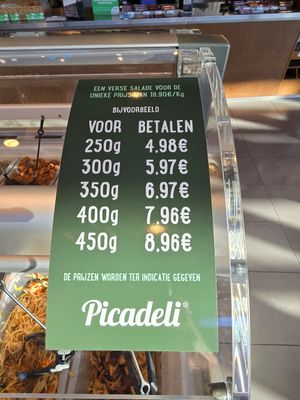 EEN VERSE SALADE VOOR DE
UNIEKE PRIJS VAN 19,90€/Kg
BIJVOORBEELD
VOOR BETALEN
250g 4,98€
300g 5,97€
350g 6,97€
400g 7,96€
450g 8,96€
DE PRIJZEN WORDEN TER INDICATIE GEGEVEN
Picadeli®